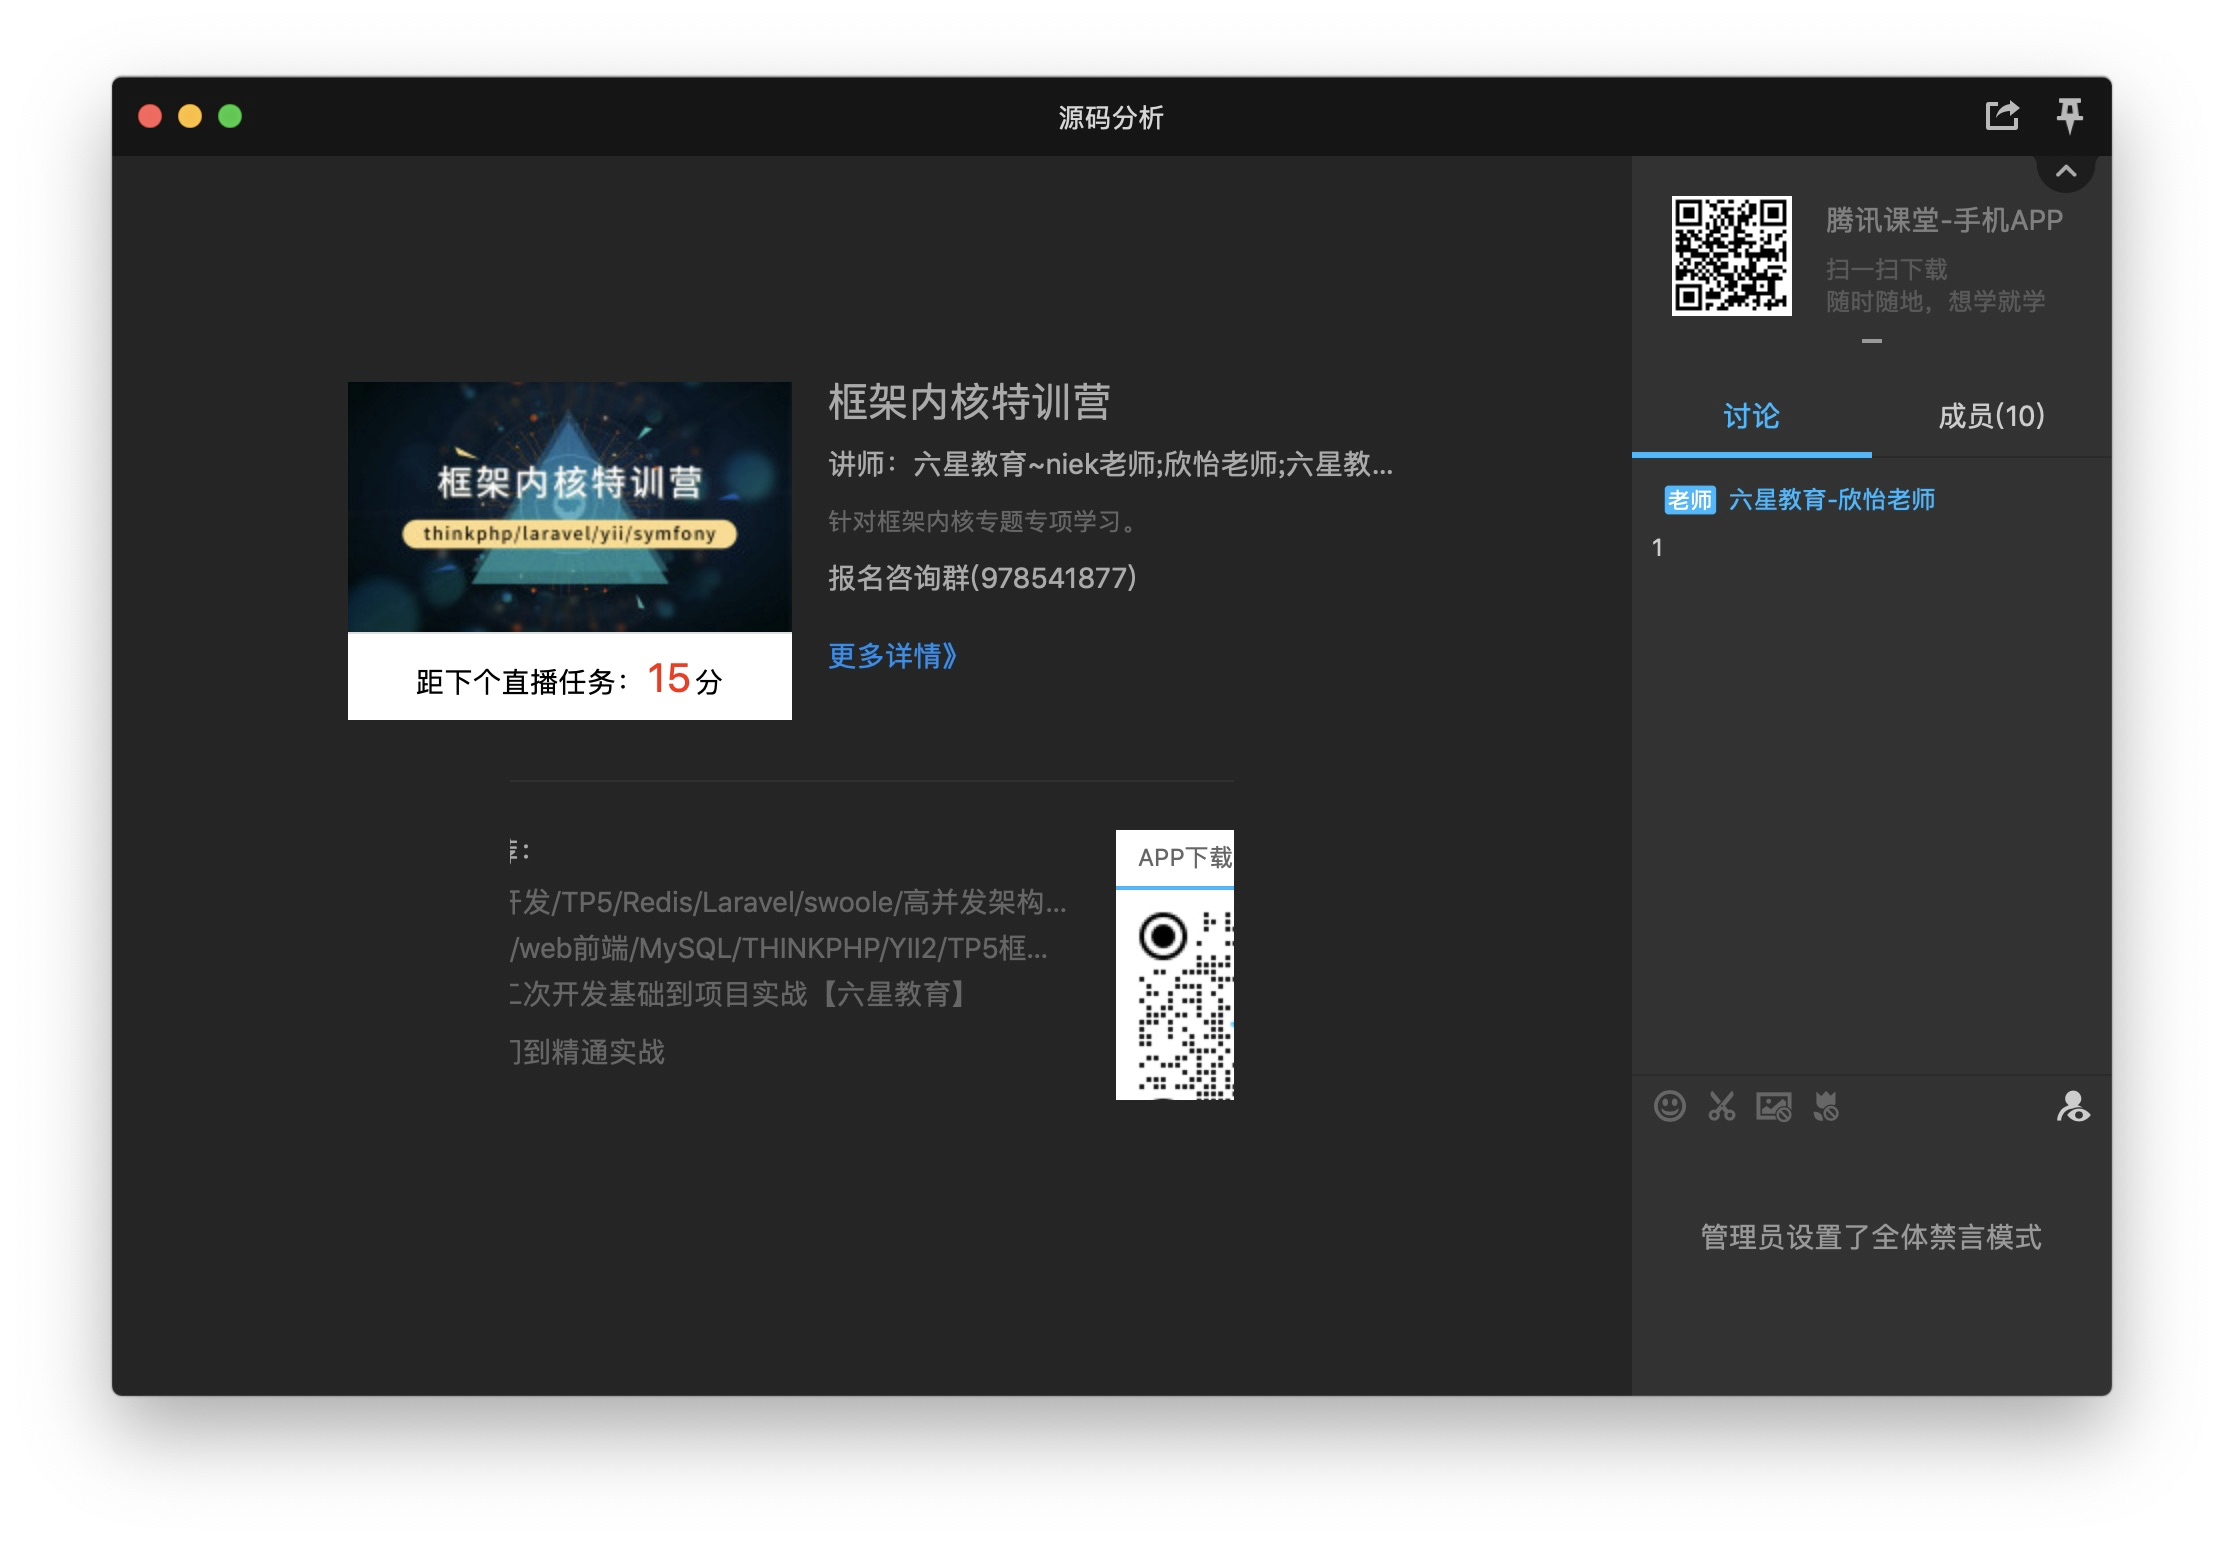 源码分析
框架内核特训营
thinkphp/laravel/yii/symfony
距下个直播任务：15分
框架内核特训营
讲师：六星教育~niek老师;欣怡老师;六星教...
针对框架内核专题专项学习。
报名咨询群(978541877)
更多详情》
：
发/TP5/Redis/Laravel/swoole/高并发架构...
/web前端/MySQL/THINKPHP/YII2/TP5框...
次开发基础到项目实战【六星教育】
到精通实战
APP下载
腾讯课堂-手机APP
扫一扫下载
随时随地，想学就学
讨论
成员(10)
老师 六星教育-欣怡老师
1
管理员设置了全体禁言模式